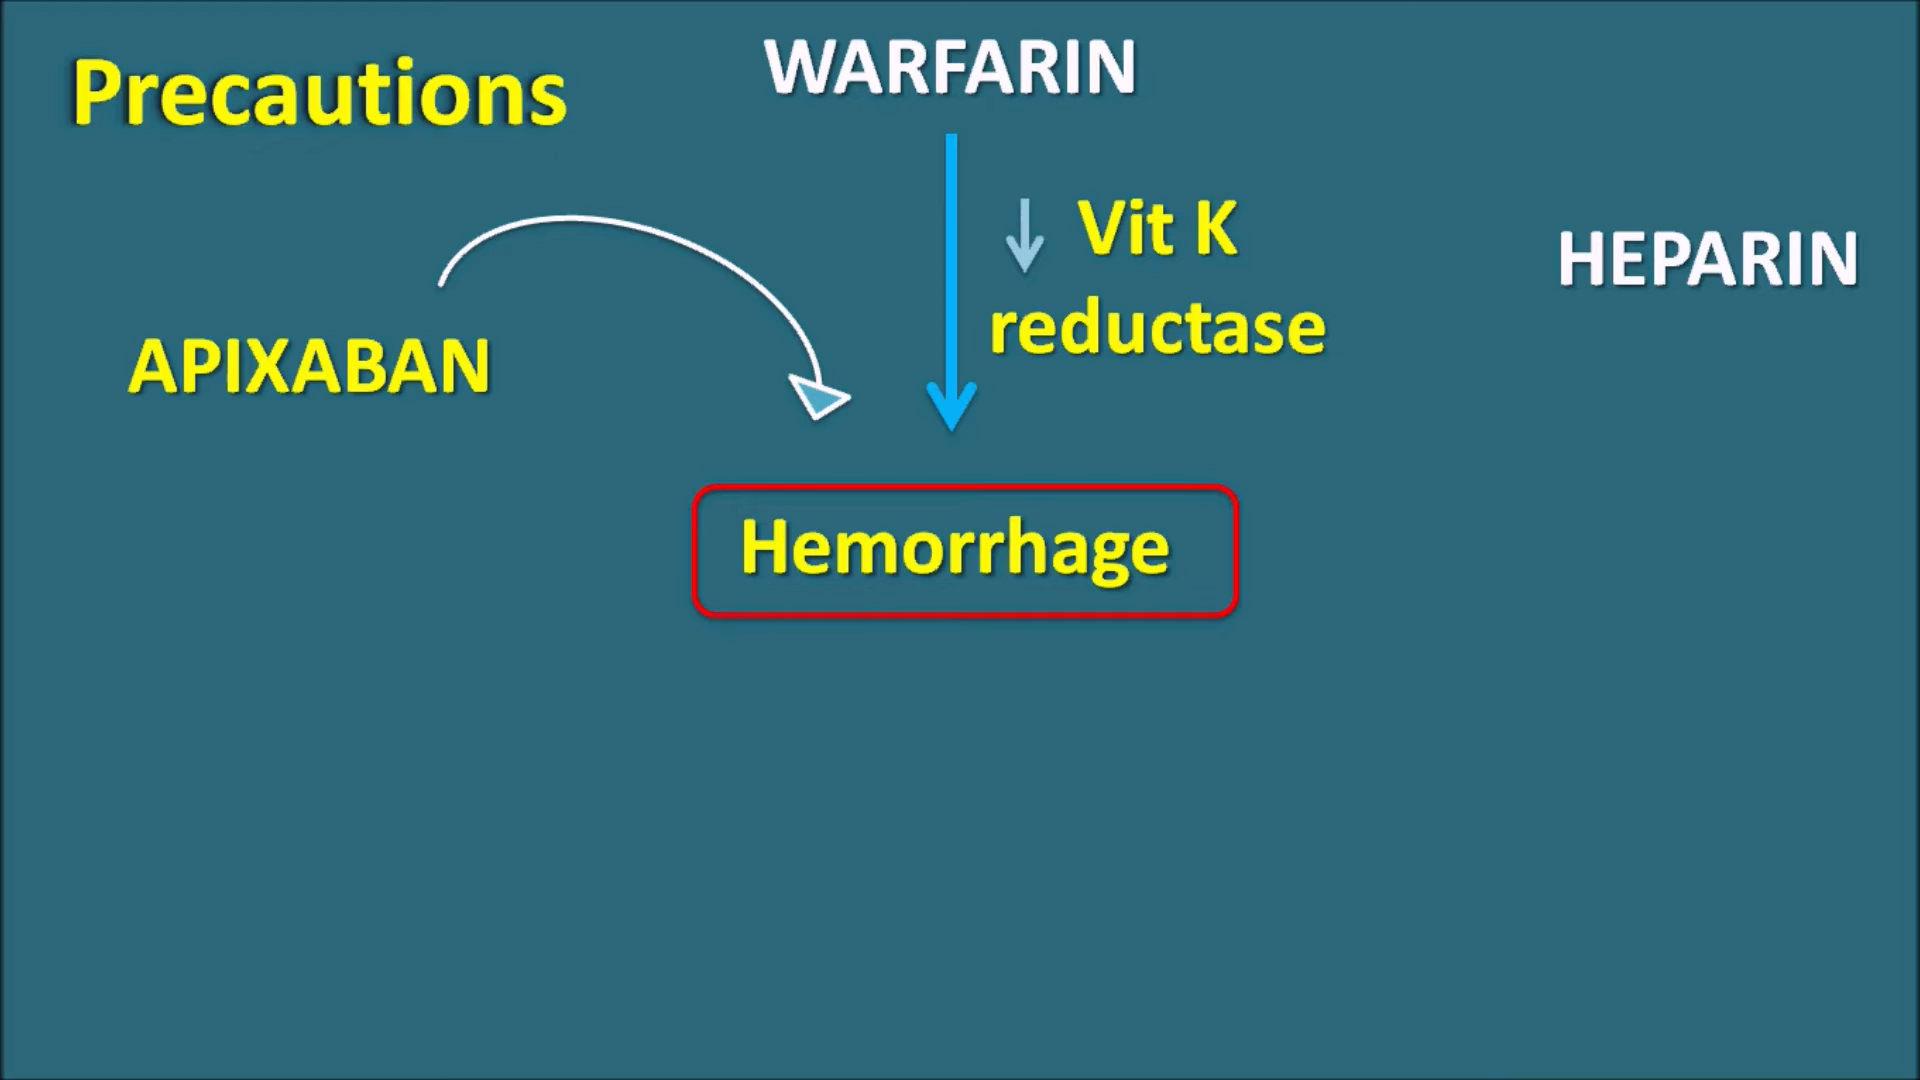 Precautions
WARFARIN
Vit K
reductase
HEPARIN
APIXABAN
Hemorrhage